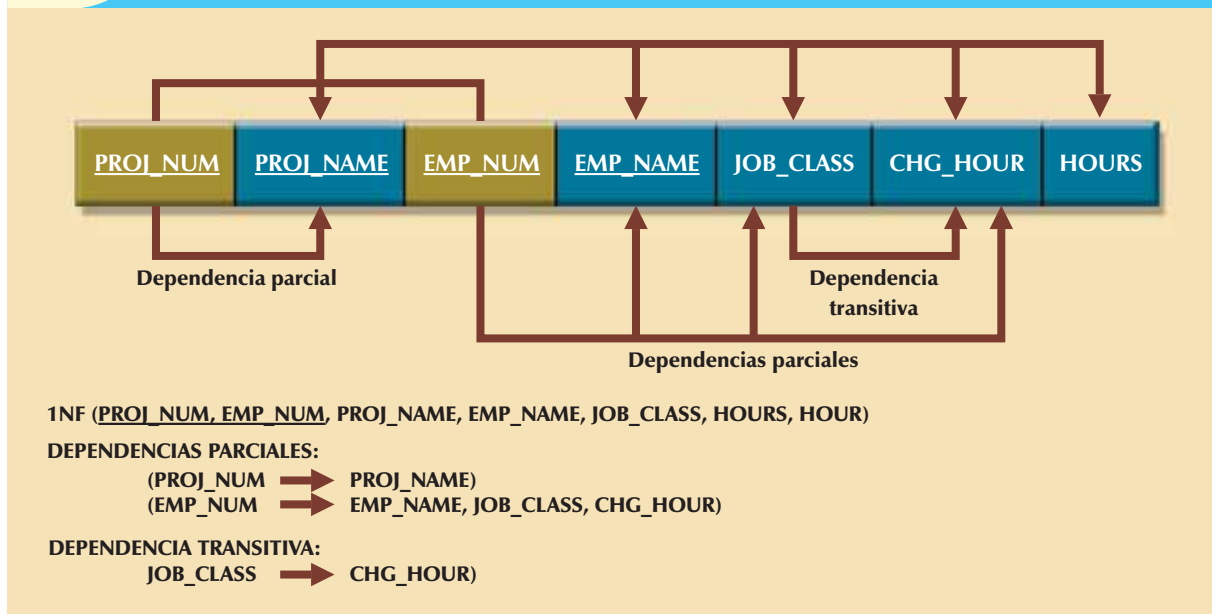 PROJ_NUM PROJ_NAME EMP_NUM EMP_NAME JOB_CLASS CHG_HOUR HOURS
Dependencia parcial
Dependencia
transitiva
Dependencias parciales
1NF (PROJ_NUM, EMP_NUM, PROJ_NAME, EMP_NAME, JOB_CLASS, HOURS, HOUR)
DEPENDENCIAS PARCIALES:
(PROJ_NUM PROJ_NAME)
(EMP_NUM EMP_NAME, JOB_CLASS, CHG_HOUR)
DEPENDENCIA TRANSITIVA:
JOB_CLASS CHG_HOUR)